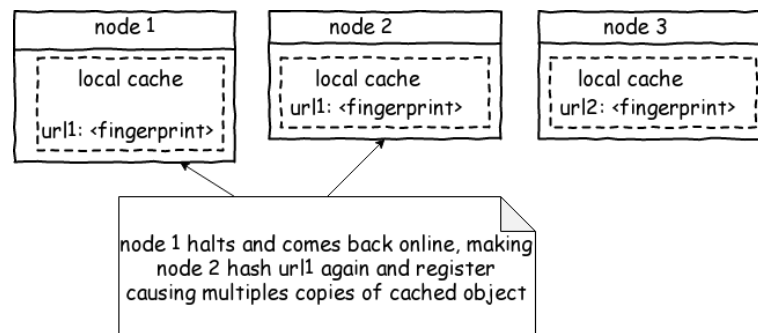 node 1
local cache
url1: <fingerprint>
node 2
local cache
url1: <fingerprint>
node 3
local cache
url2: <fingerprint>
node 1 halts and comes back online, making
node 2 hash url1 again and register
causing multiples copies of cached object